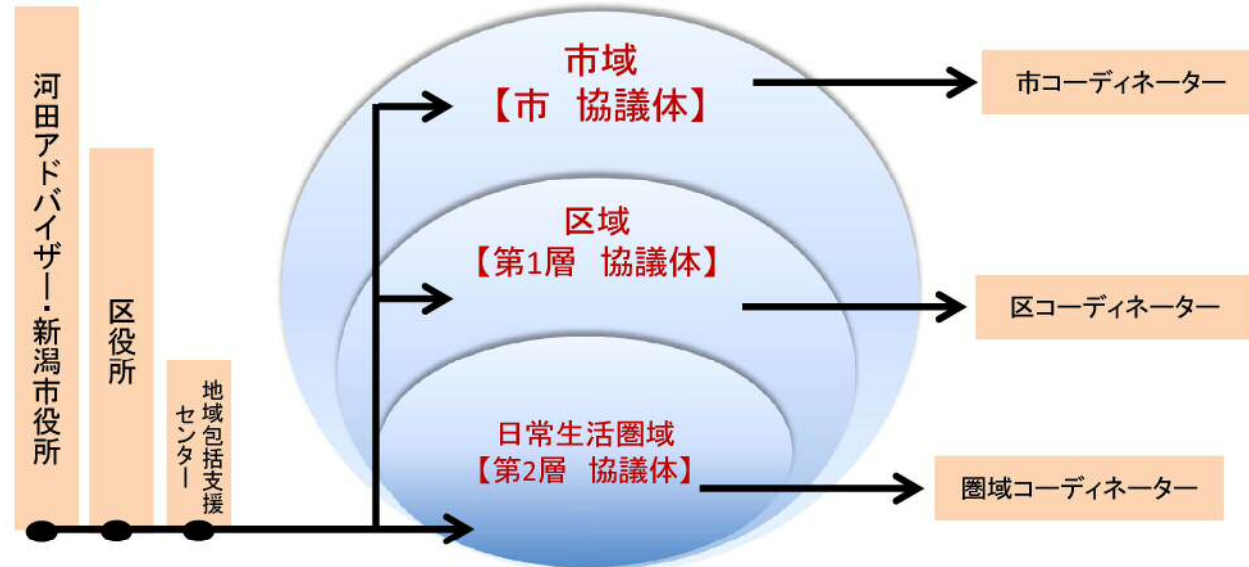 河田アドバイザー・新潟市役所
区役所
地域包括支援
センター
市域
【市　協議体】
区域
【第1層　協議体】
日常生活圏域
【第2層　協議体】
市コーディネーター
区コーディネーター
圏域コーディネーター